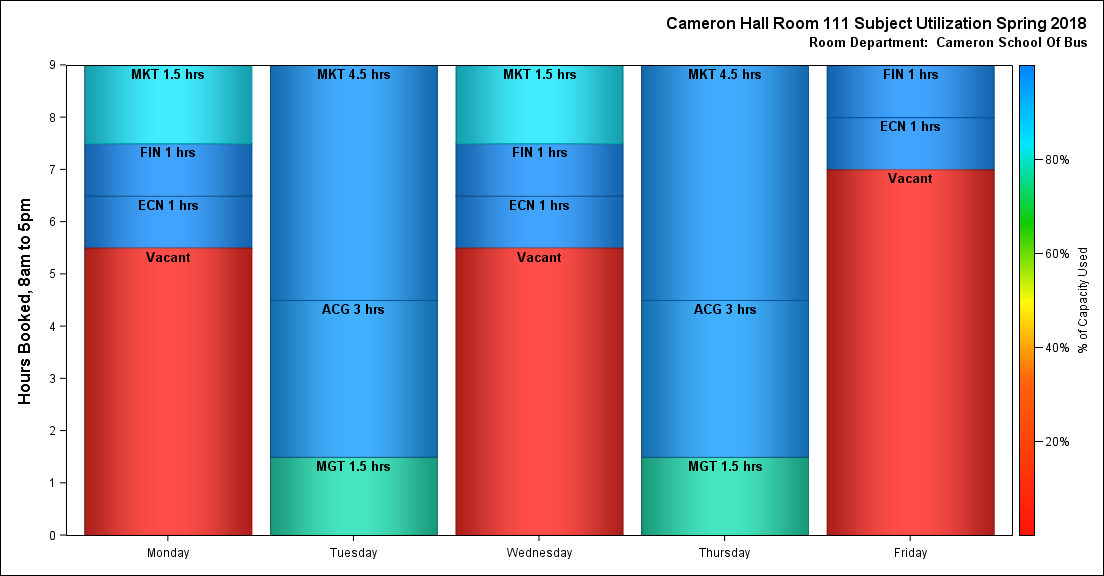 Cameron Hall Room 111 Subject Utilization Spring 2018
Room Department:  Cameron School Of Bus
Hours Booked, 8am to 5pm
9
8
7
6
5
4
3
2
1
0
MKT 1.5 hrs
FIN 1 hrs
ECN 1 hrs
Vacant
Monday
MKT 4.5 hrs
ACG 3 hrs
MGT 1.5 hrs
Tuesday
MKT 1.5 hrs
FIN 1 hrs
ECN 1 hrs
Vacant
Wednesday
MKT 4.5 hrs
ACG 3 hrs
MGT 1.5 hrs
Thursday
FIN 1 hrs
ECN 1 hrs
Vacant
Friday
80%
60%
40%
20%
% of Capacity Used